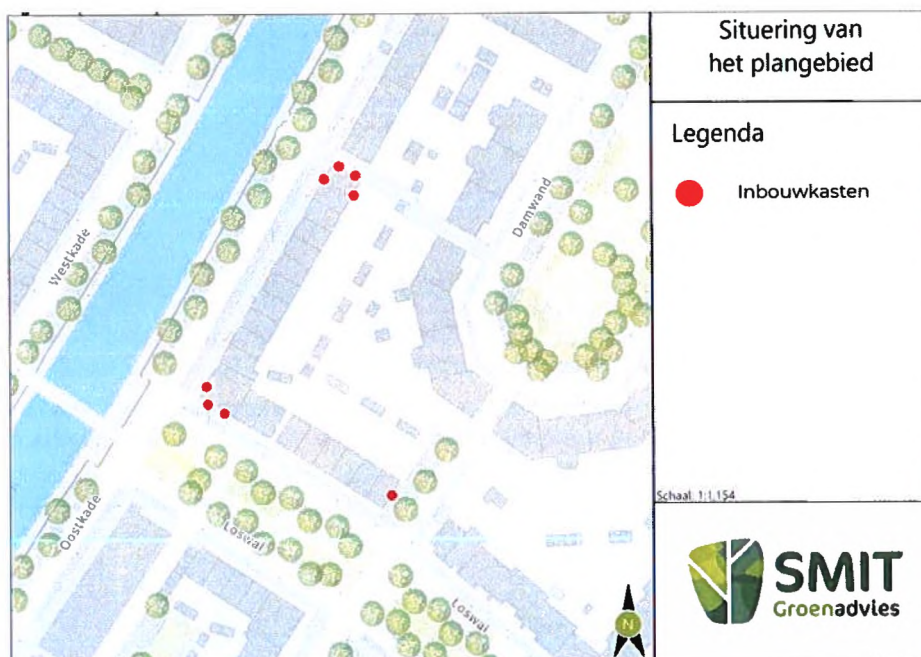 Situering van
het plangebied
Legenda
Inbouwkasten
Westkade
Damwand
Oostkade
Loswal
Loswal
N
Schaal: 1:1,154
SMIT
Groenadvies